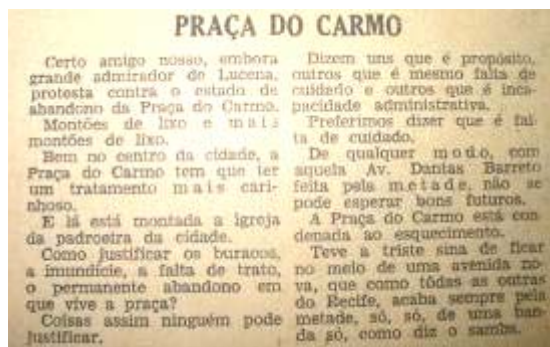 PRAÇA DO CARMO
Certo amigo nosso, embora
grande admirador de Lucena,
protesta contra o estado de
abandono da Praça do Carmo.
Montões de lixo e mais
montões de lixo.
Bem no centro da cidade, a
Praça do Carmo tem que ter
um tratamento mais cari-
nhoso.
E lá está montada a igreja
da padroeira da cidade.
Como justificar os buracos,
a imundície, a falta de trato,
o permanente abandono em
que vive a praça?
Coisas assim ninguém pode
justificar.
Dizem uns que é propósito,
outros que é mesmo falta de
cuidado e outros que é inca-
pacidade administrativa.
Preferimos dizer que é fal-
ta de cuidado.
De qualquer modo, com
aquela Av. Dantas Barreto
feita pela metade, não se
pode esperar bons futuros.
A Praça do Carmo está con-
denada ao esquecimento.
Teve a triste sina de ficar
no meio de uma avenida no-
va, que como tôdas as outras
do Recife, acaba sempre pela
metade, só, só, de uma ban-
da só, como diz o samba.